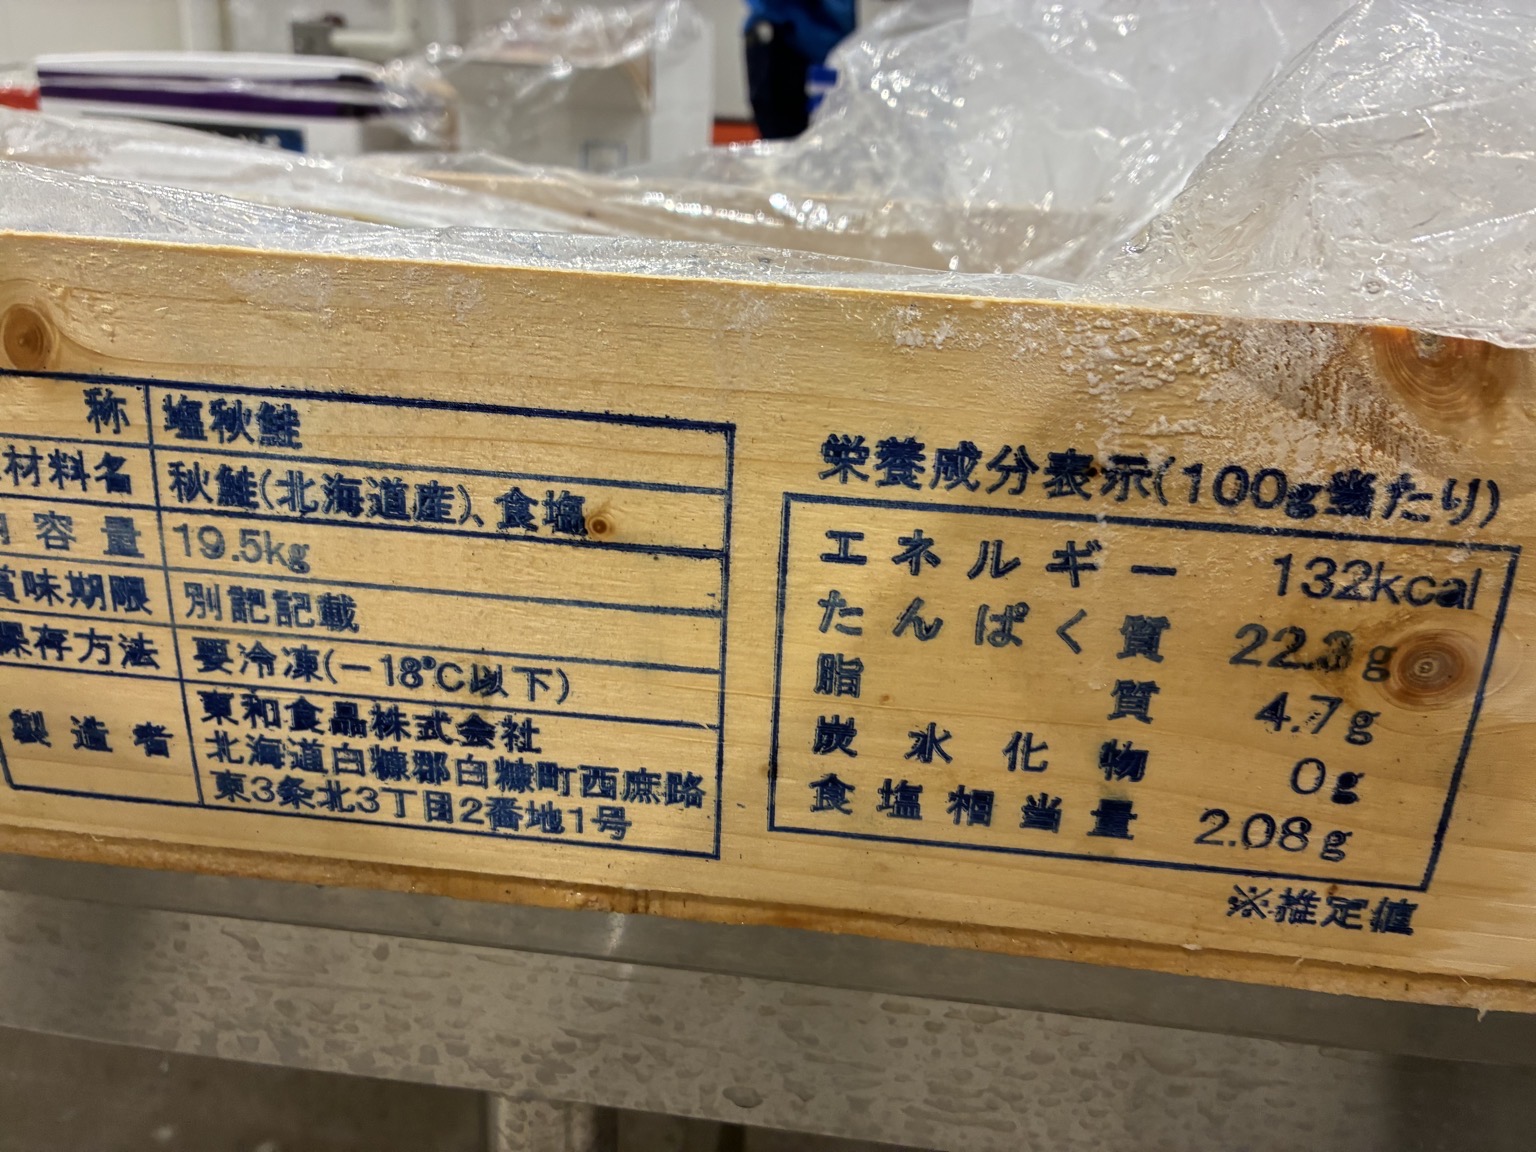 称 塩秋鮭
材料名 秋鮭(北海道産)、食塩
内容量 19.5kg
賞味期限 別記記載
保存方法 要冷凍(－18℃以下)
製造者 東和食品株式会社
北海道白糠郡白糠町西庶路
東3条北3丁目2番地1号
栄養成分表示(100g当たり)
エネルギー 132kcal
たんぱく質 22.3g
脂質 4.7g
炭水化物 0g
食塩相当量 2.08g
※推定値